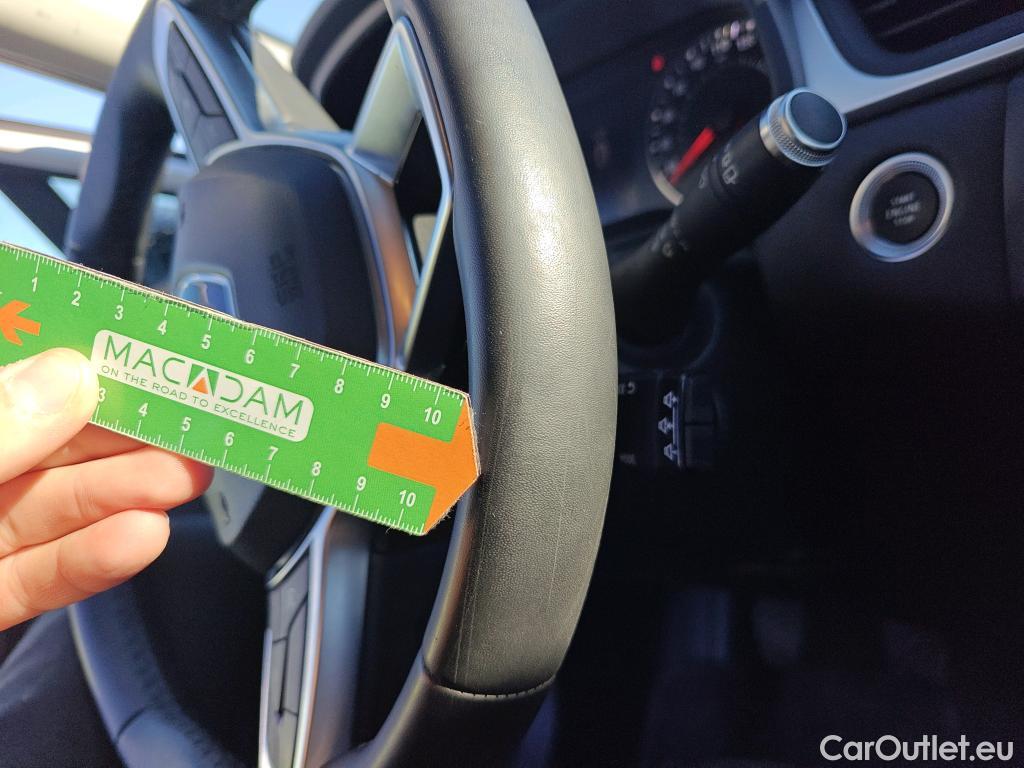 START
ENGINE
STOP
1 2 3 4 5 6 7 8 9 10
MACADAM
ON THE ROAD TO EXCELLENCE
3 4 5 6 7 8 9 10
CarOutlet.eu